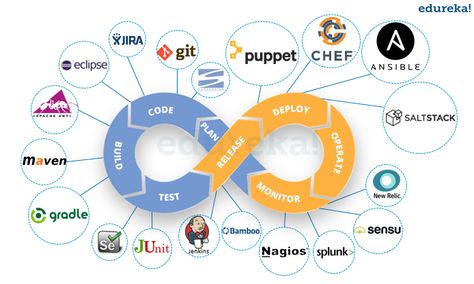 edureka!
JIRA
git
puppet
CHEF
ANSIBLE
eclipse
CODE
PLAN
DEPLOY
SALTSTACK
APACHE ANT
BUILD
edureka!
RELEASE
OPERATE
maven
TEST
MONITOR
New Relic.
gradle
sensu
Se
JUnit
Jenkins
Bamboo
Nagios
splunk>